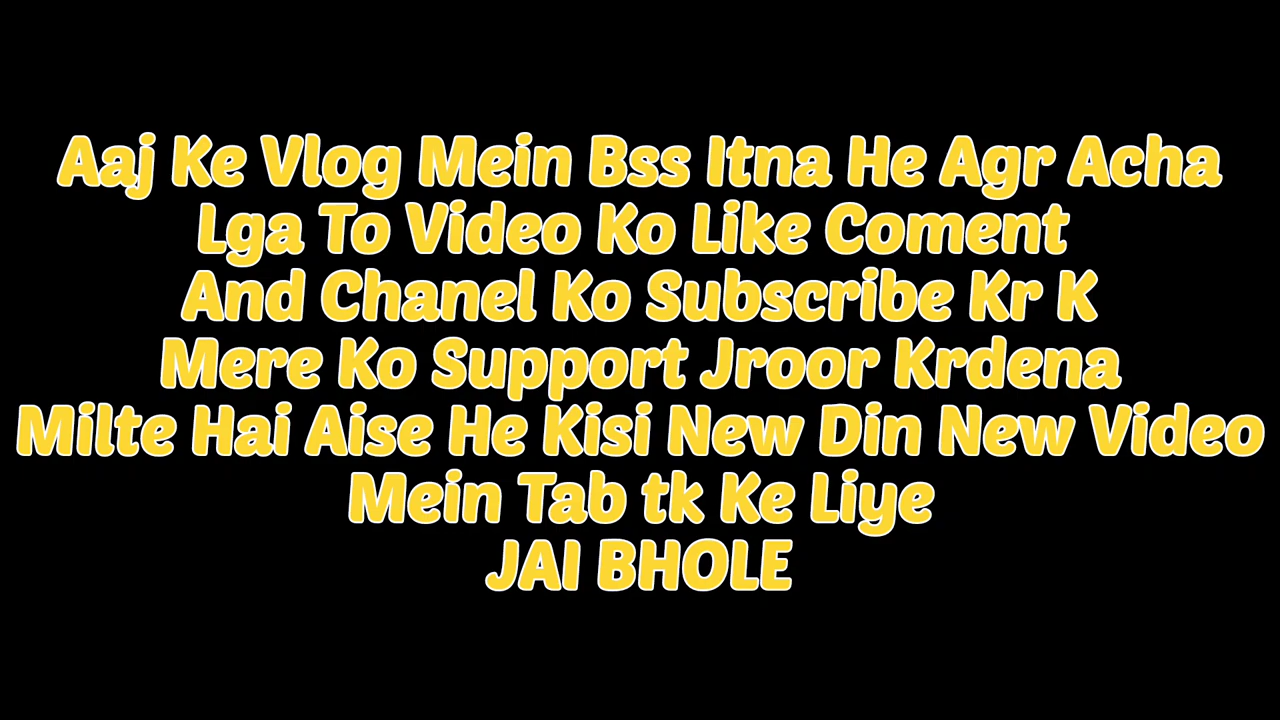 Aaj Ke Vlog Mein Bss Itna He Agr Acha
Lga To Video Ko Like Coment
And Chanel Ko Subscribe Kr K
Mere Ko Support Jroor Krdena
Milte Hai Aise He Kisi New Din New Video
Mein Tab tk Ke Liye
JAI BHOLE